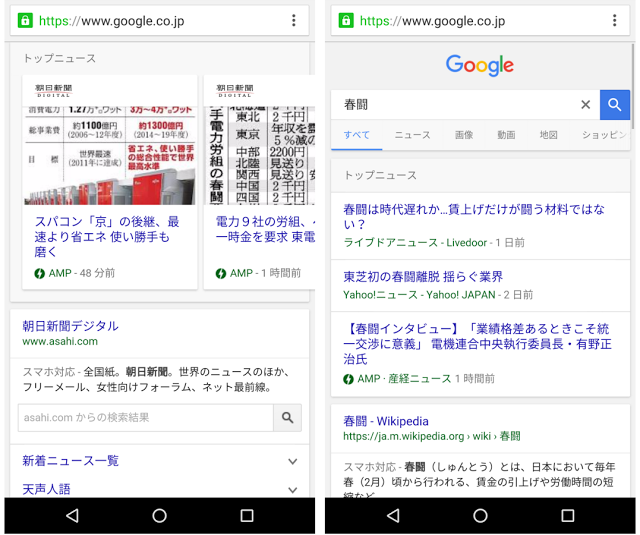 https://www.google.co.jp
トップニュース
朝日新聞
DIGITAL
消費電力 1.27万㌔ワット 3万~4万㌔ワット
総事業費 約1100億円 約1300億円
(2006~12年度) (2014~19年度)
目標 世界最速 省エネ、使い勝手
(2011年に達成) の総合性能で世界
最高水準
スパコン「京」の後継、最
速より省エネ 使い勝手も
磨く
AMP - 48 分前
朝日新聞
DIGITAL
手電力労組の春闘
東北 2千円
東京 年収を
5%減の
中部 2200円
北陸 見送り
関西 見送り
中国 2千円
四国 2千円
電力9社の労組、
一時金を要求 東電
AMP - 1 時間前
朝日新聞デジタル
www.asahi.com
スマホ対応 - 全国紙。朝日新聞。世界のニュースのほか、
フリーメール、女性向けフォーラム、ネット最前線。
asahi.com からの検索結果
新着ニュース一覧
天声人語
https://www.google.co.jp
Google
春闘
すべて ニュース 画像 動画 地図 ショッピン
トップニュース
春闘は時代遅れか...賃上げだけが闘う材料ではな
い?
ライブドアニュース - Livedoor - 1 日前
東芝初の春闘離脱 揺らぐ業界
Yahoo!ニュース - Yahoo! JAPAN - 2 日前
【春闘インタビュー】「業績格差あるときこそ統
一交渉に意義」 電機連合中央執行委員長・有野正
治氏
AMP · 産経ニュース 1 時間前
春闘 - Wikipedia
https://ja.m.wikipedia.org › wiki › 春闘
スマホ対応 - 春闘(しゅんとう)とは、日本において毎年
春(2月)頃から行われる、賃金の引上げや労働時間の短
縮など